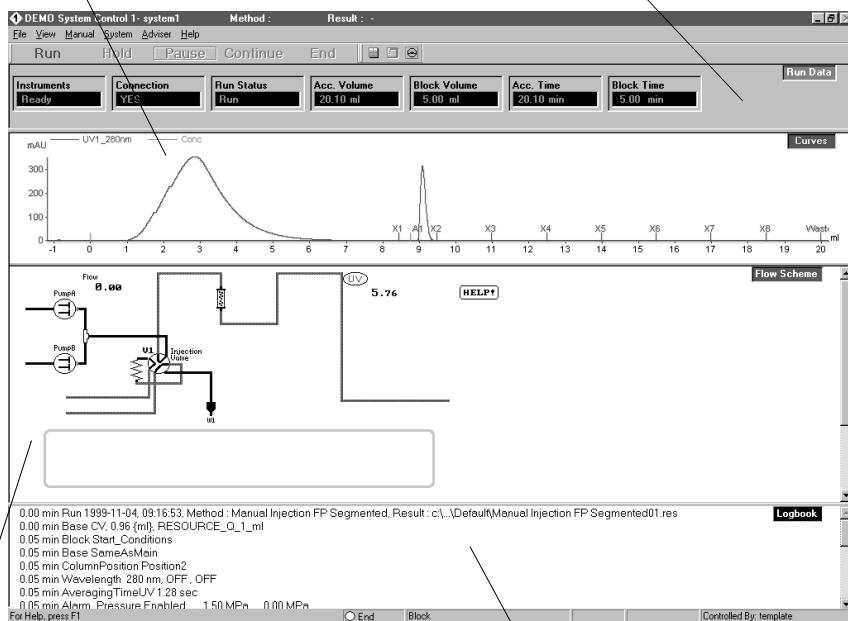 DEMO System Control 1- system1 Method : Result : -
File View Manual System Adviser Help
Run Hold Pause Continue End
Run Data
Instruments Connection Run Status Acc. Volume Block Volume Acc. Time Block Time
Ready YES Run 20.10 ml 5.00 ml 20.10 min 5.00 min
Curves
UV1_280nm Conc
mAU
300
200
100
0
X1 A1 X2 X3 X4 X5 X6 X7 X8 Wast
-1 0 1 2 3 4 5 6 7 8 9 10 11 12 13 14 15 16 17 18 19 20 ml
Flow Scheme
Flow
0.00
UV
5.76
HELP!
PumpA
PumpB
V1 Injection
Valve
W1
Logbook
0.00 min Run 1999-11-04, 09:16:53, Method : Manual Injection FP Segmented, Result : c:\...\Default\Manual Injection FP Segmented01.res
0.00 min Base CV, 0.96 {ml}, RESOURCE_Q_1_ml
0.05 min Block Start_Conditions
0.05 min Base SameAsMain
0.05 min ColumnPosition Position2
0.05 min Wavelength 280 nm, OFF , OFF
0.05 min AveragingTimeUV 1.28 sec
0.05 min Alarm_Pressure Enabled 1.50 MPa 0.00 MPa
For Help, press F1 End Block Controlled By: template